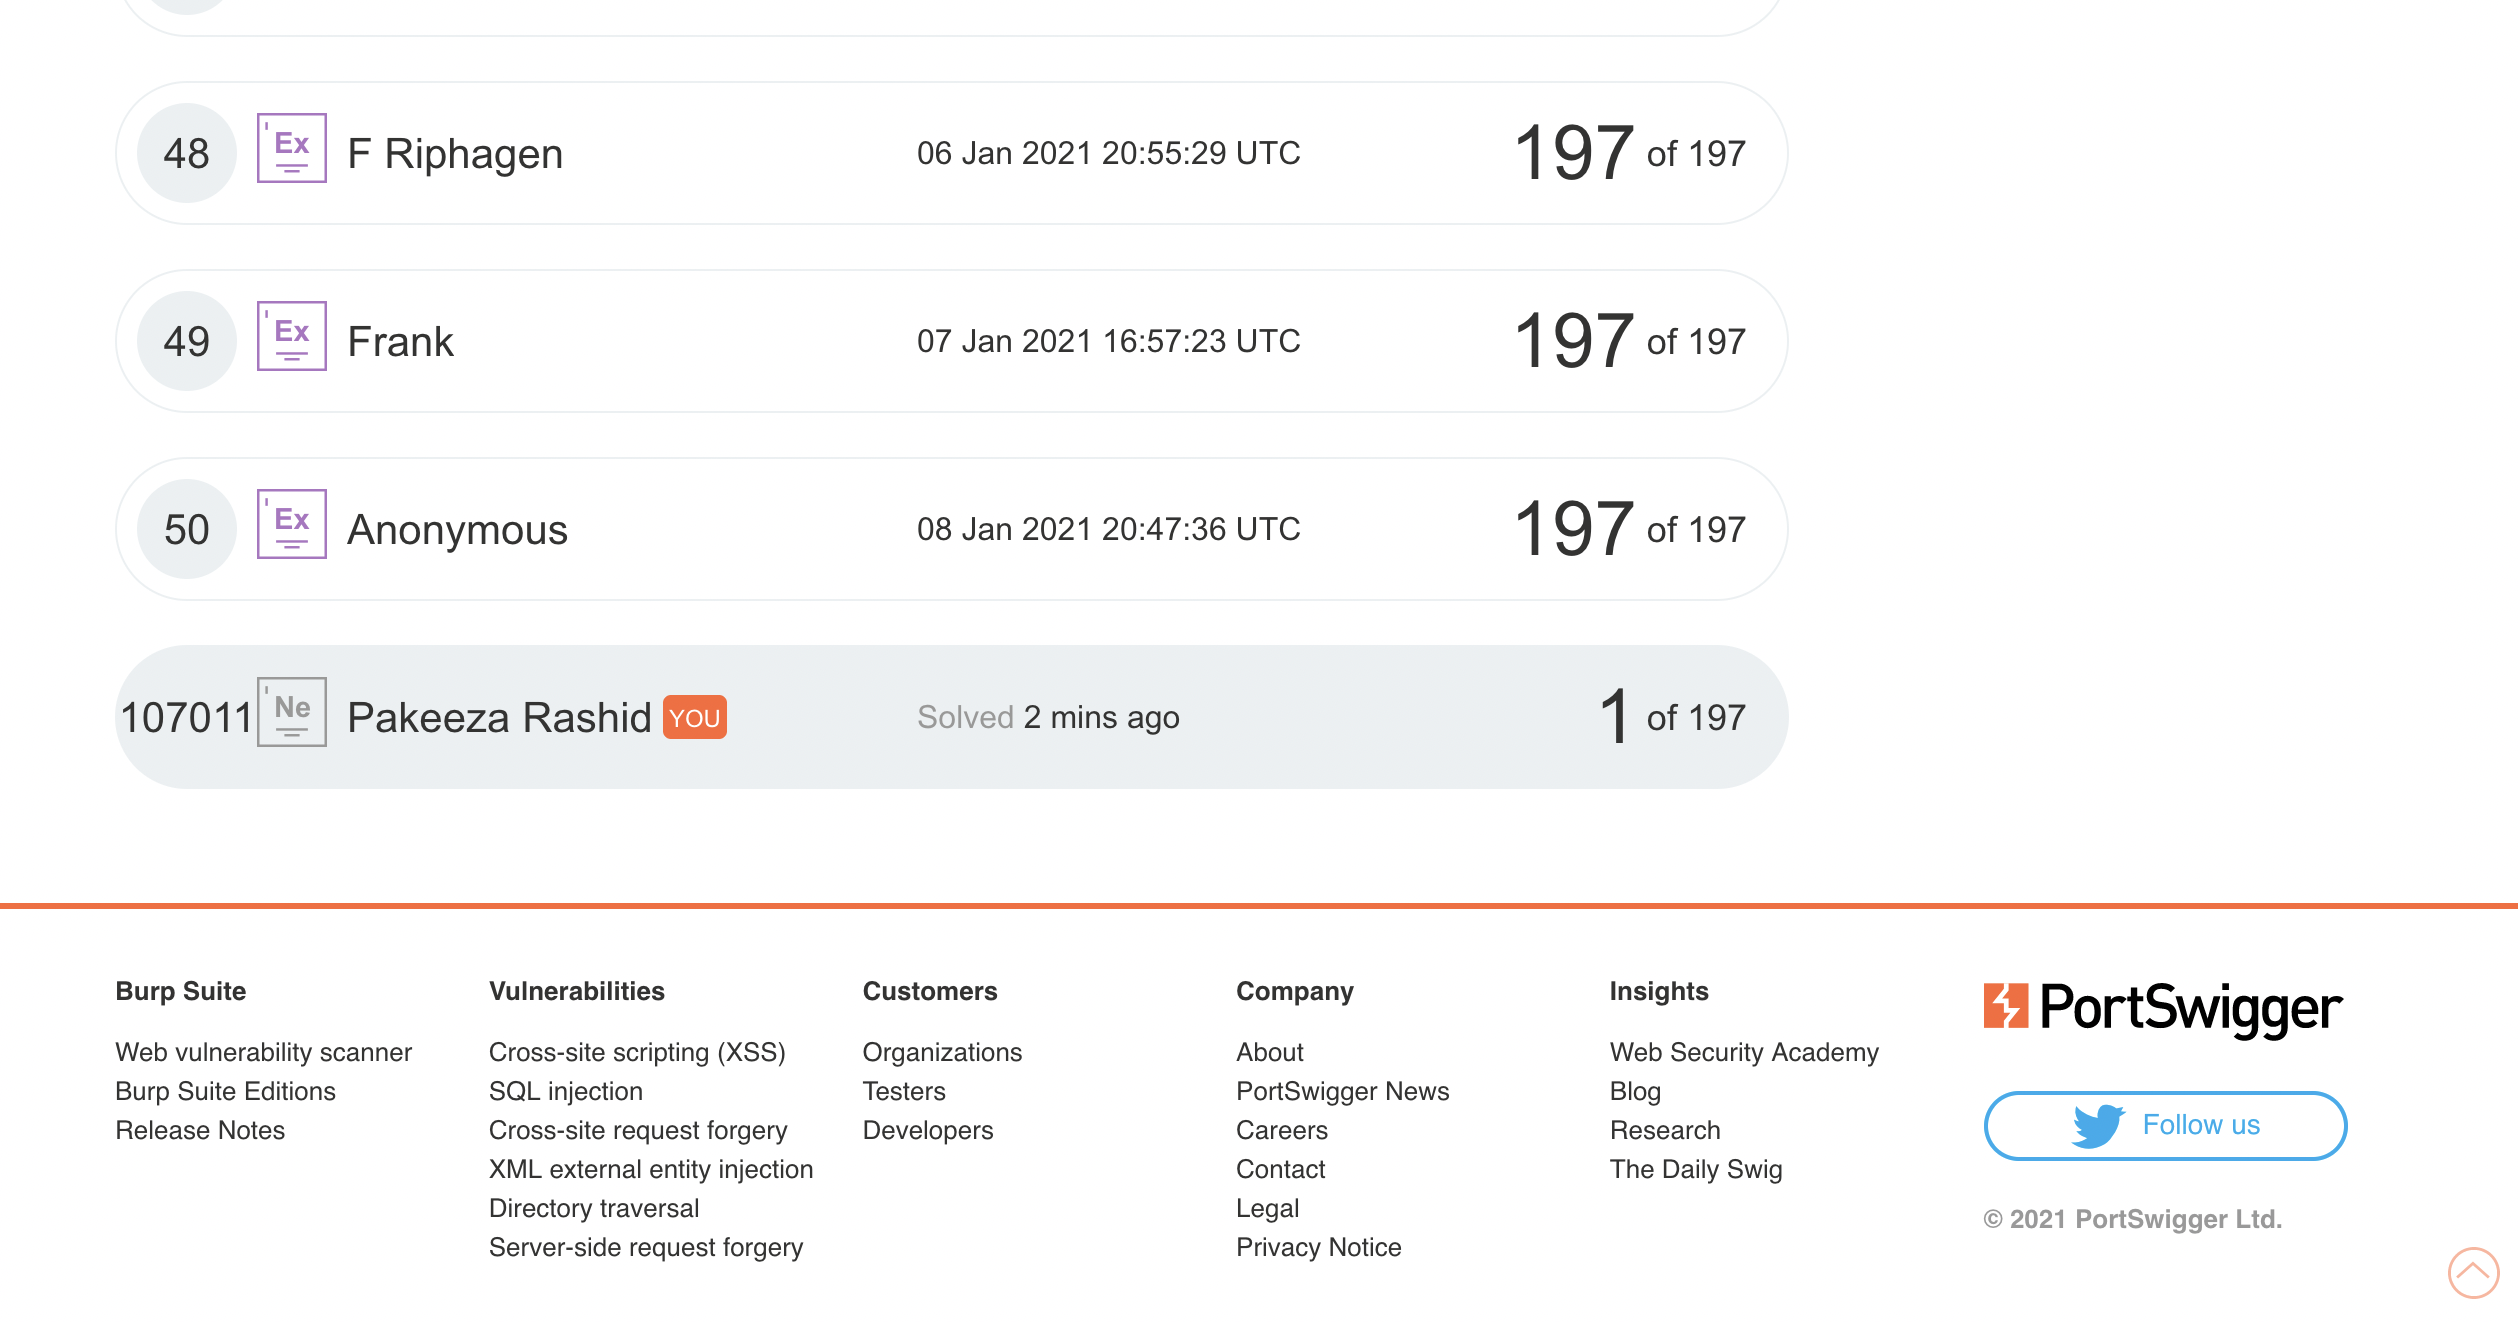 48 Ex F Riphagen 06 Jan 2021 20:55:29 UTC 197 of 197
49 Ex Frank 07 Jan 2021 16:57:23 UTC 197 of 197
50 Ex Anonymous 08 Jan 2021 20:47:36 UTC 197 of 197
107011 Ne Pakeeza Rashid YOU Solved 2 mins ago 1 of 197
Burp Suite
Web vulnerability scanner
Burp Suite Editions
Release Notes
Vulnerabilities
Cross-site scripting (XSS)
SQL injection
Cross-site request forgery
XML external entity injection
Directory traversal
Server-side request forgery
Customers
Organizations
Testers
Developers
Company
About
PortSwigger News
Careers
Contact
Legal
Privacy Notice
Insights
Web Security Academy
Blog
Research
The Daily Swig
PortSwigger
Follow us
© 2021 PortSwigger Ltd.